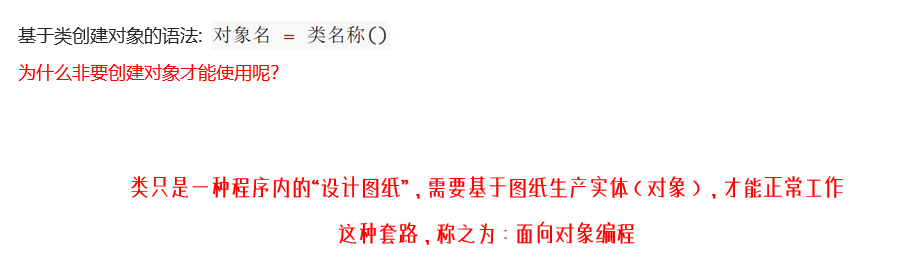 基于类创建对象的语法: 对象名 = 类名称()
为什么非要创建对象才能使用呢?
类只是一种程序内的“设计图纸”,需要基于图纸生产实体(对象),才能正常工作
这种套路,称之为:面向对象编程